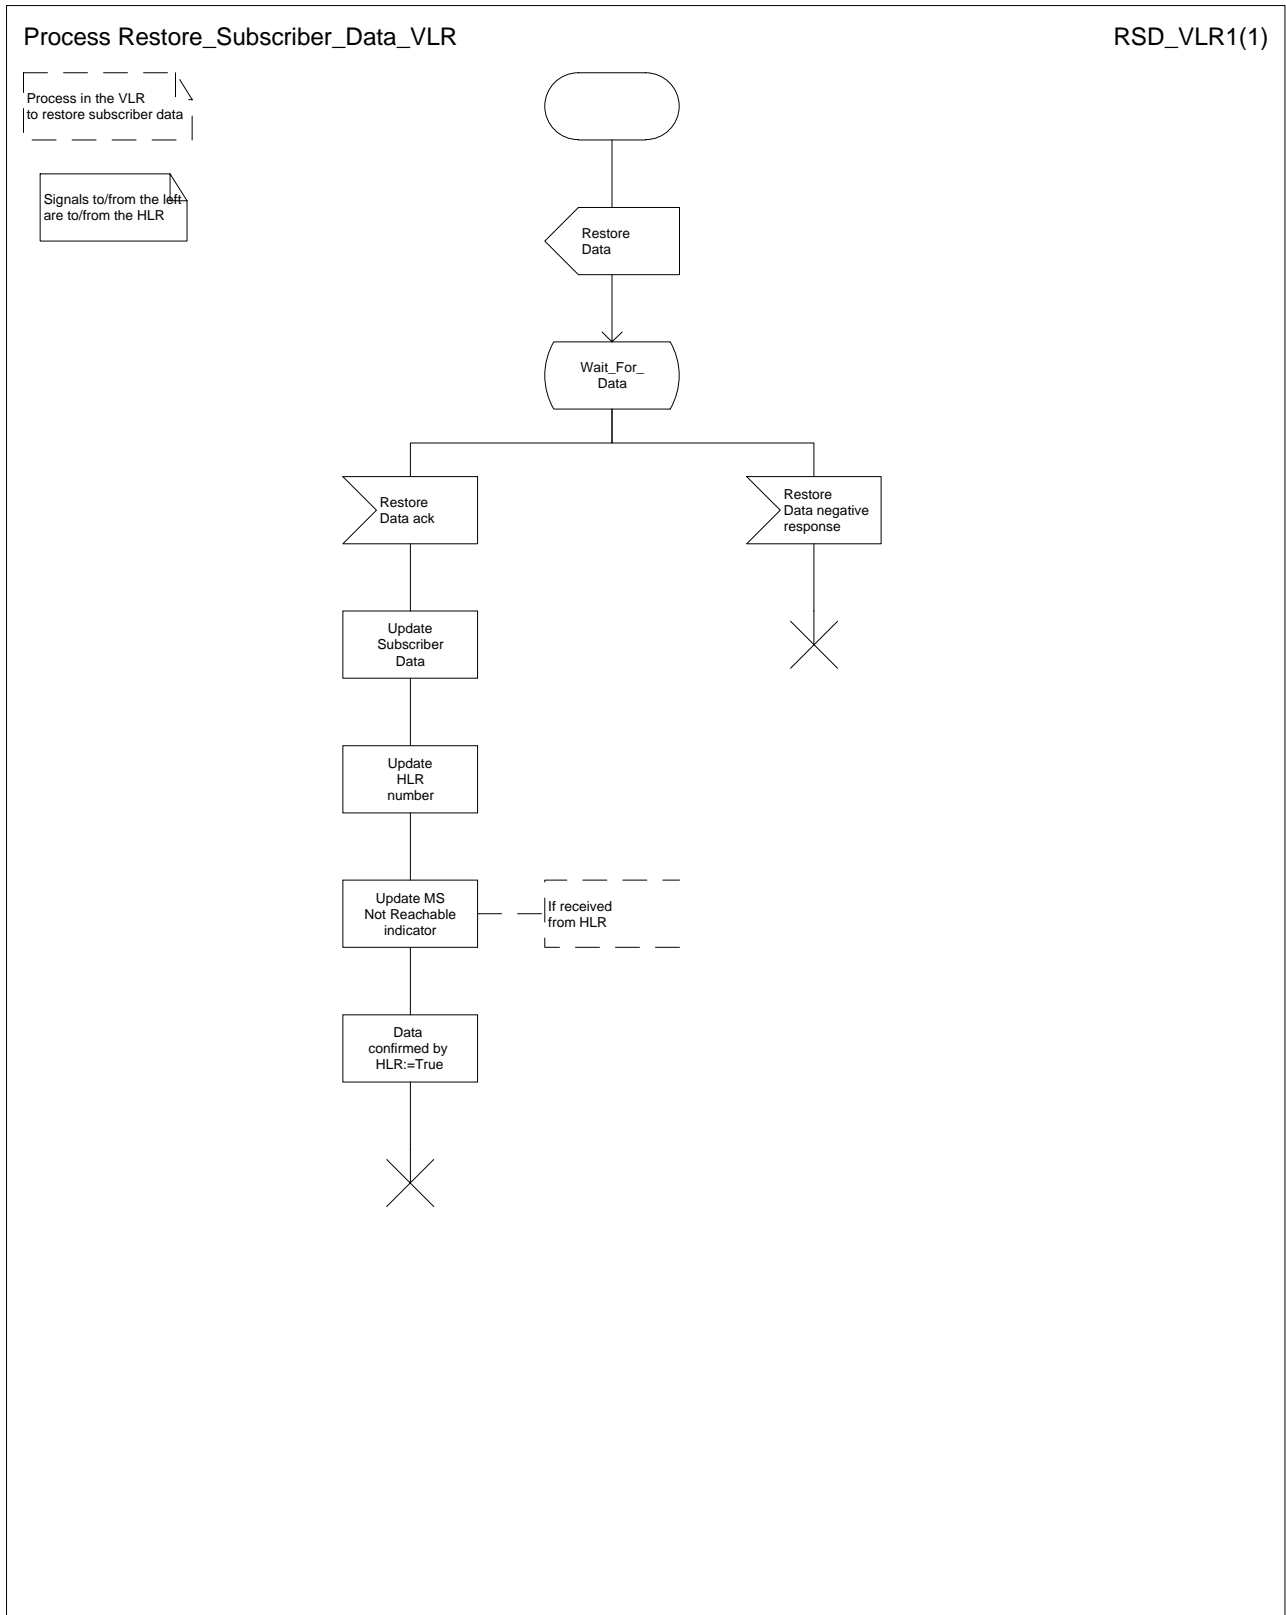 Process Restore_Subscriber_Data_VLR
RSD_VLR1(1)
Process in the VLR
to restore subscriber data
Signals to/from the left
are to/from the HLR
Restore
Data
Wait_For_
Data
Restore
Data ack
Restore
Data negative
response
Update
Subscriber
Data
Update
HLR
number
Update MS
Not Reachable
indicator
If received
from HLR
Data
confirmed by
HLR:=True